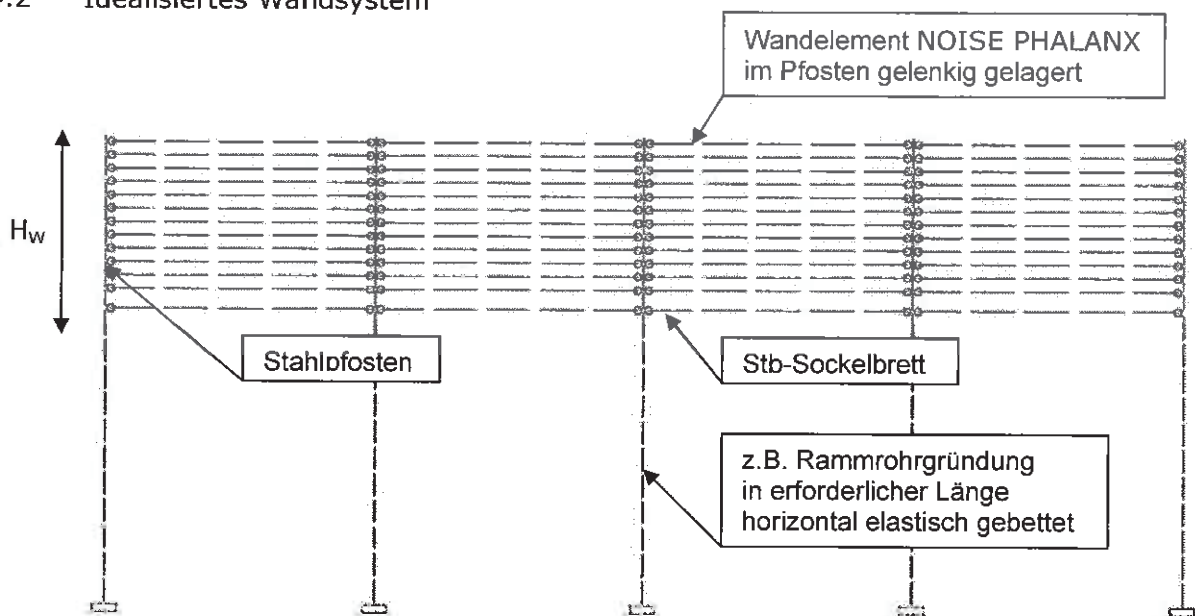 .2 Idealisiertes Wandsystem
Wandelement NOISE PHALANX
im Pfosten gelenkig gelagert
Hw
Stahlpfosten
Stb-Sockelbrett
z.B. Rammrohrgründung
in erforderlicher Länge
horizontal elastisch gebettet